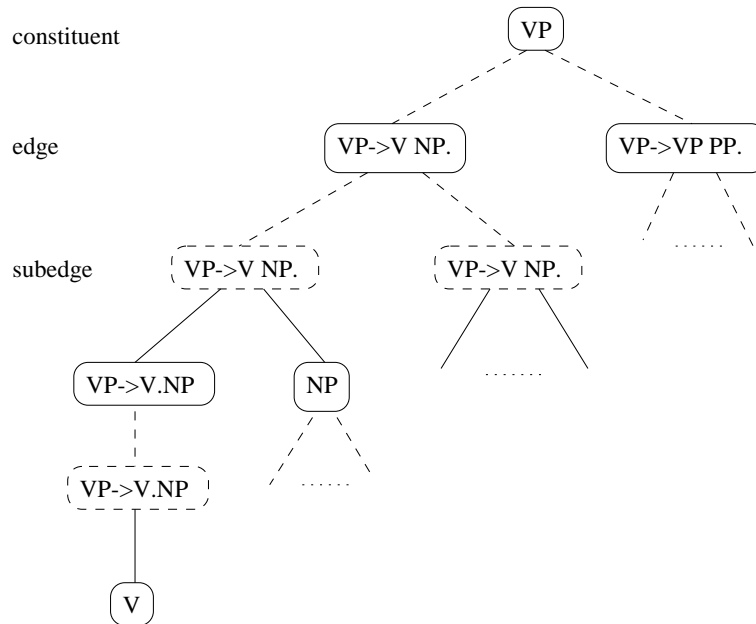 constituent VP
edge VP->V NP. VP->VP PP.
......
subedge VP->V NP. VP->V NP.
VP->V.NP NP .......
VP->V.NP ......
V